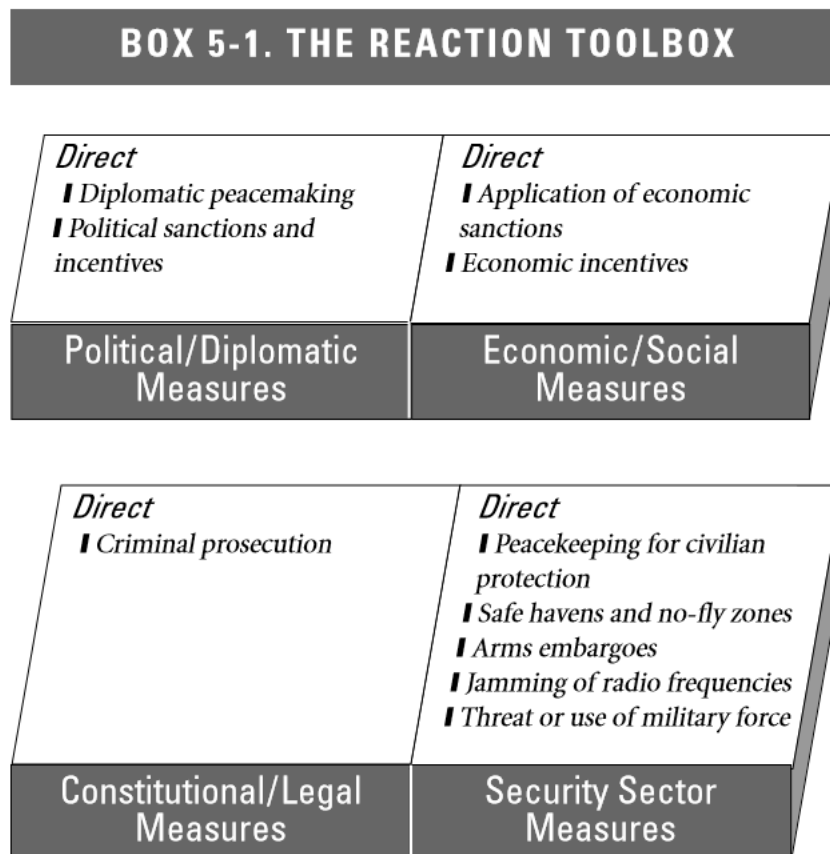 BOX 5-1. THE REACTION TOOLBOX
Direct
Diplomatic peacemaking
Political sanctions and
incentives
Political/Diplomatic
Measures
Direct
Application of economic
sanctions
Economic incentives
Economic/Social
Measures
Direct
Criminal prosecution
Constitutional/Legal
Measures
Direct
Peacekeeping for civilian
protection
Safe havens and no-fly zones
Arms embargoes
Jamming of radio frequencies
Threat or use of military force
Security Sector
Measures